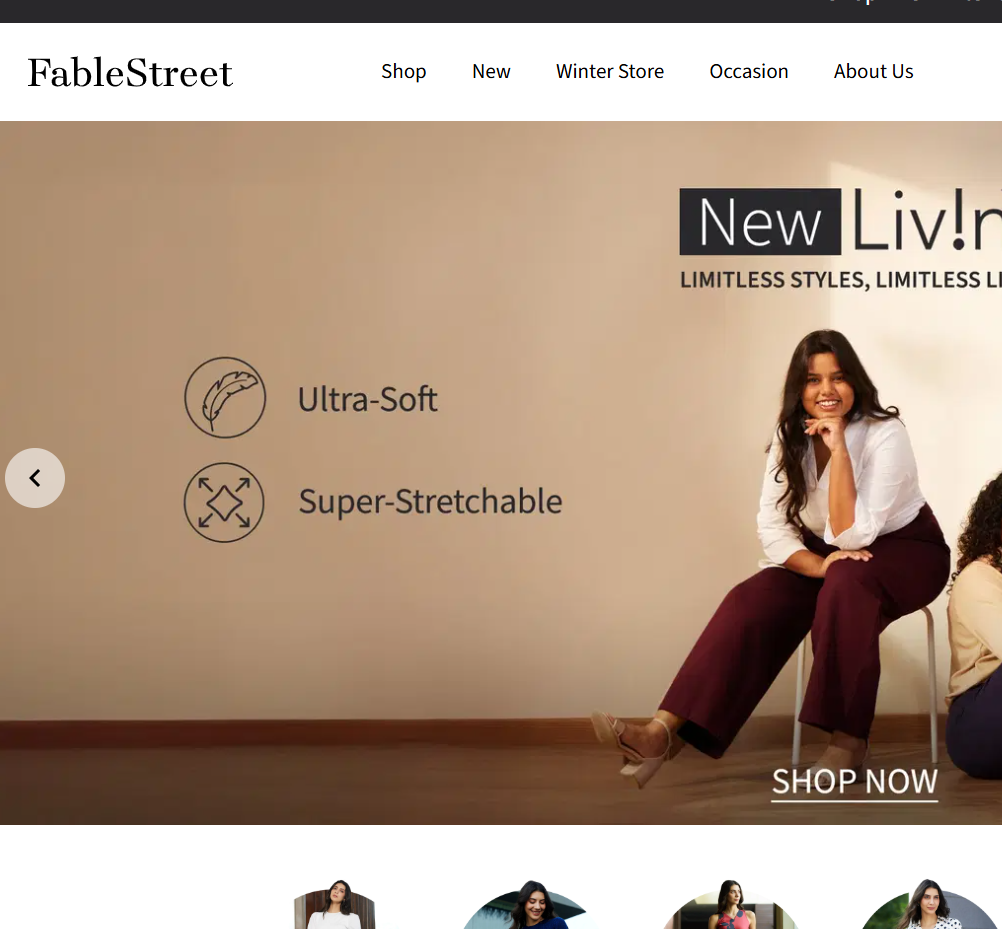 FableStreet
Shop
New
Winter Store
Occasion
About Us
New Liv!n
LIMITLESS STYLES, LIMITLESS
Ultra-Soft
Super-Stretchable
SHOP NOW